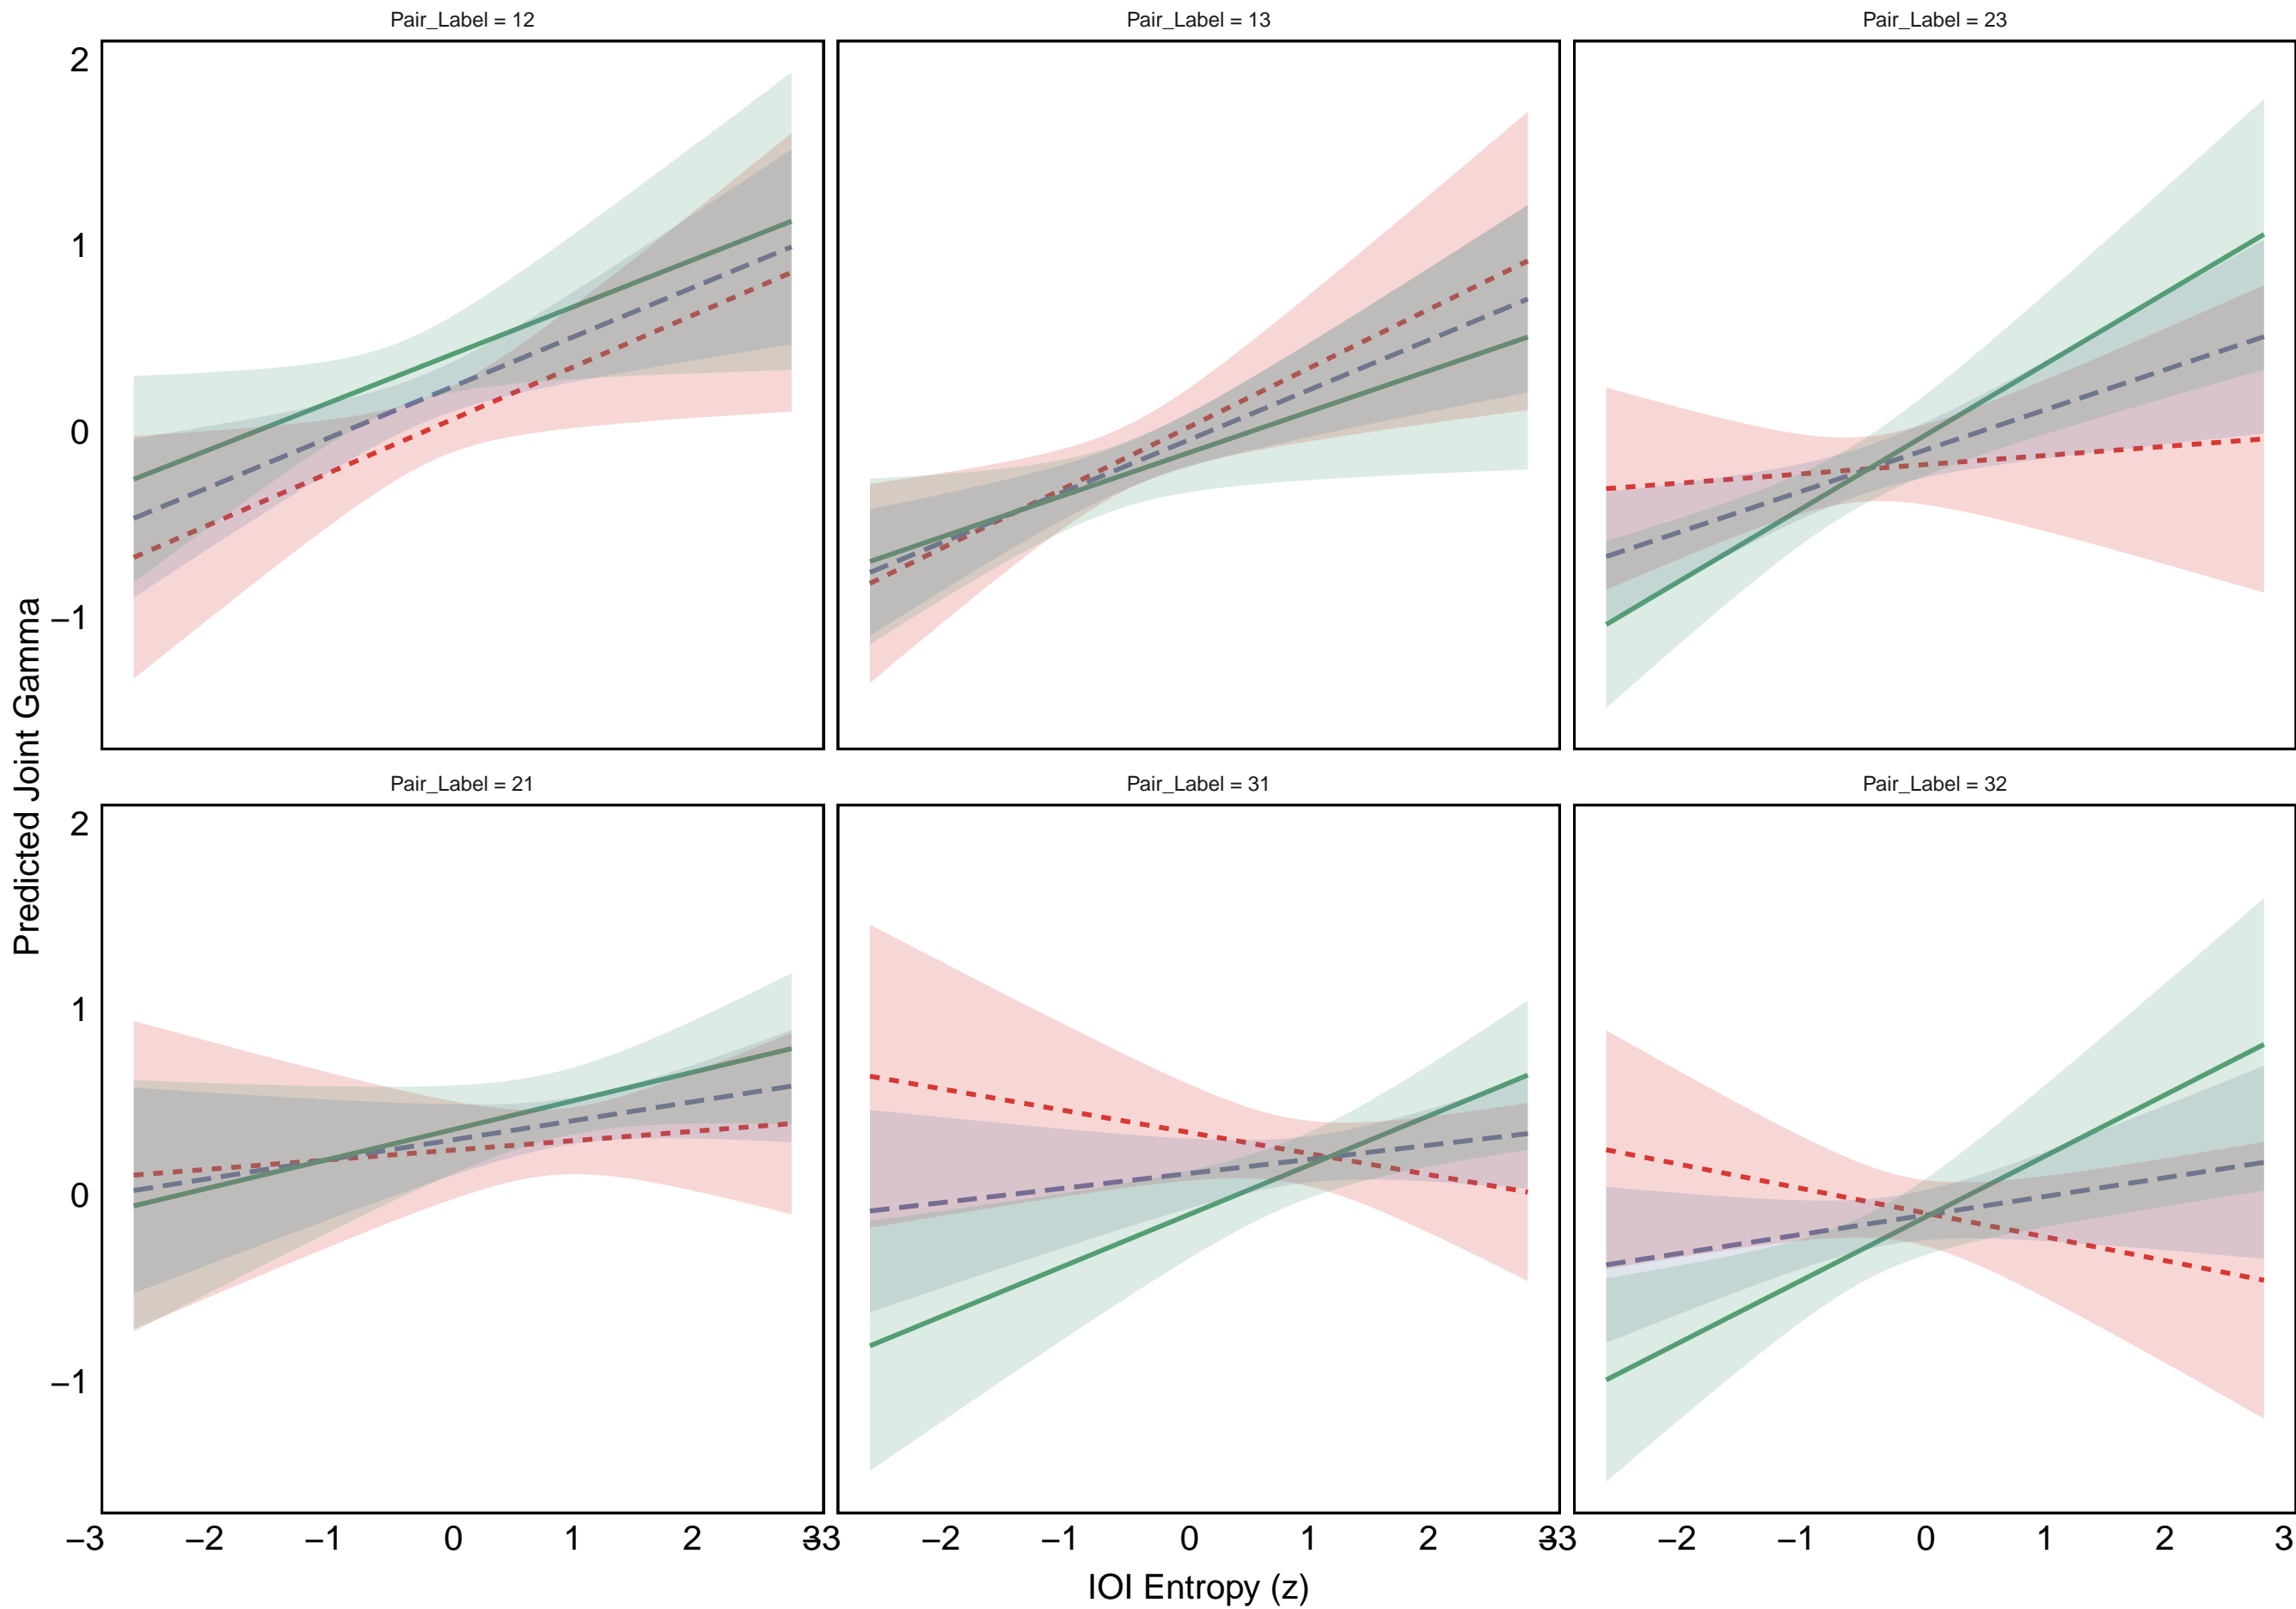 Pair_Label = 12
Pair_Label = 13
Pair_Label = 23
2
1
0
–1
Predicted Joint Gamma
Pair_Label = 21
Pair_Label = 31
Pair_Label = 32
2
1
0
–1
–3 –2 –1 0 1 2 3
–3 –2 –1 0 1 2 3
–3 –2 –1 0 1 2 3
IOI Entropy (z)